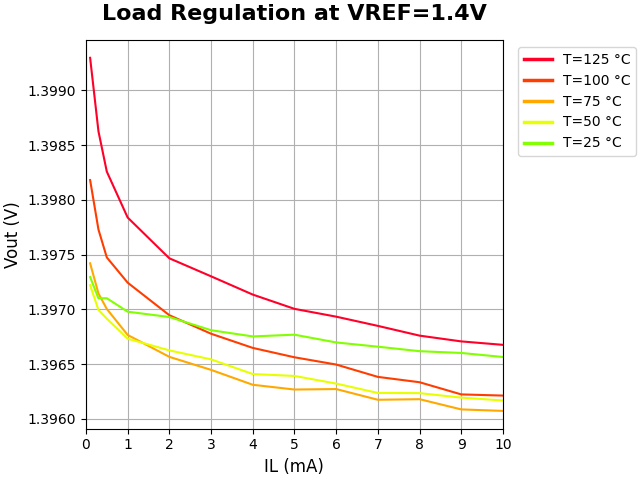 Load Regulation at VREF=1.4V
Vout (V)
1.3990
1.3985
1.3980
1.3975
1.3970
1.3965
1.3960
0 1 2 3 4 5 6 7 8 9 10
IL (mA)
T=125 °C
T=100 °C
T=75 °C
T=50 °C
T=25 °C